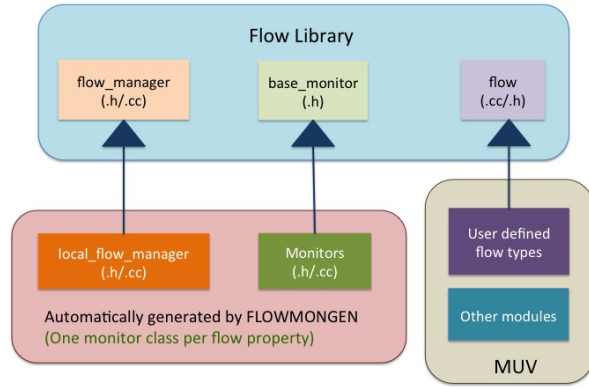 Flow Library
flow_manager
(.h/.cc)
base_monitor
(.h)
flow
(.cc/.h)
local_flow_manager
(.h/.cc)
Monitors
(.h/.cc)
User defined
flow types
Automatically generated by FLOWMONGEN
(One monitor class per flow property)
Other modules
MUV